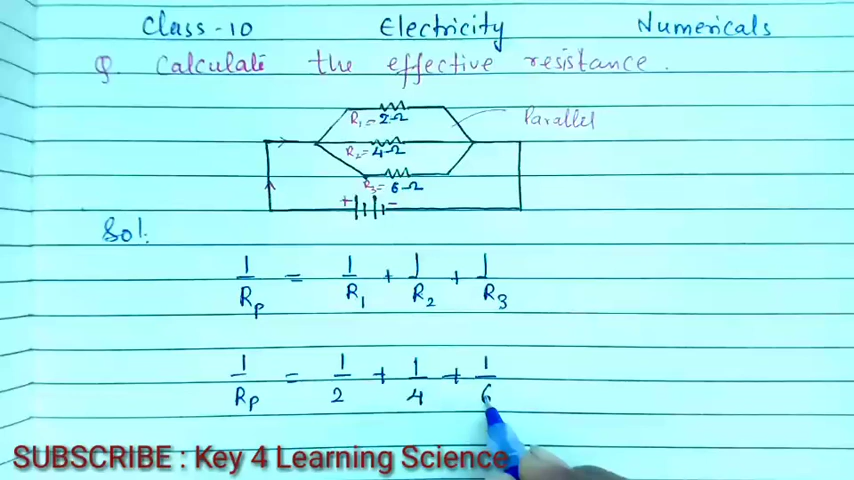 Class-10 Electricity Numericals
Q. Calculate the effective resistance.
R1 = 2Ω
Parallel
R2 = 4Ω
R3 = 6Ω
+ -
Sol.
1/Rp = 1/R1 + 1/R2 + 1/R3
1/Rp = 1/2 + 1/4 + 1/6
SUBSCRIBE : Key 4 Learning Science